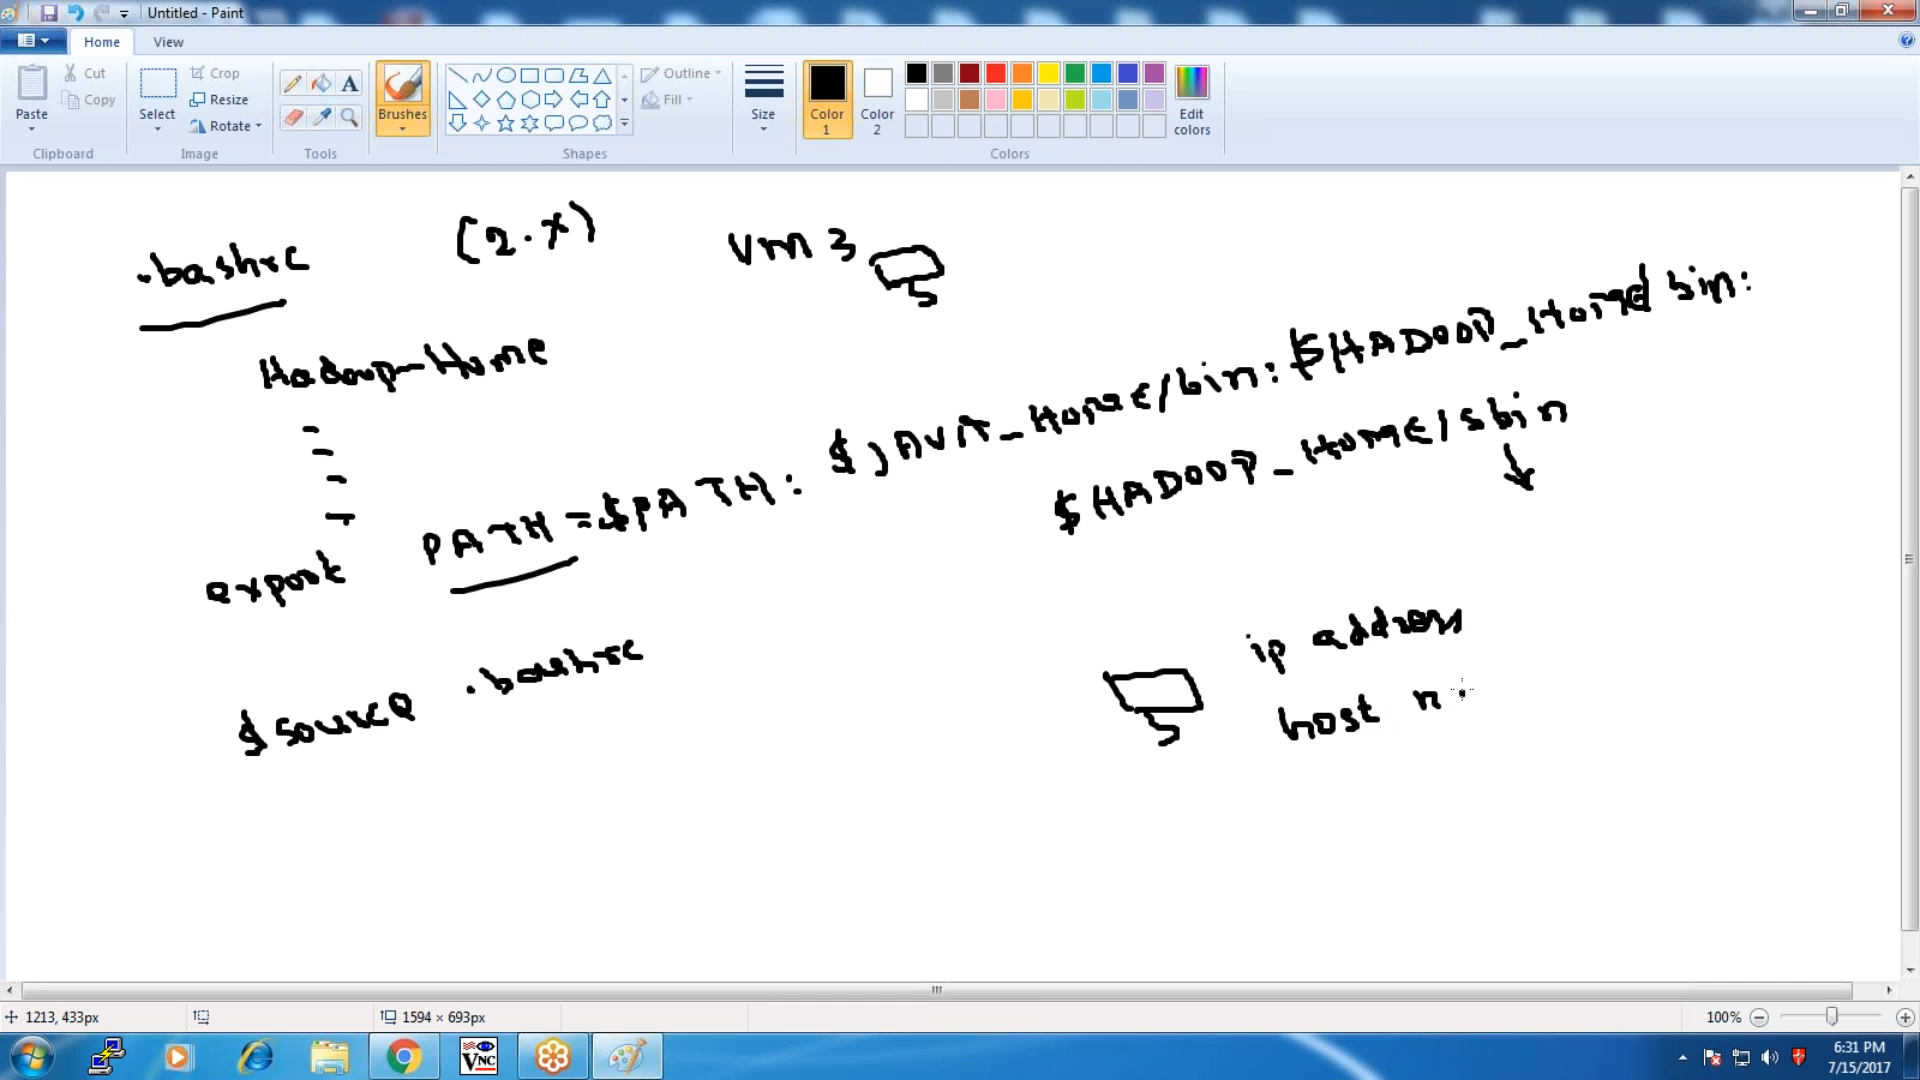 Untitled - Paint
Home View
Paste Cut Copy
Clipboard
Select Crop Resize Rotate
Image
Tools
Brushes
Shapes
Outline Fill
Size
Color 1
Color 2
Edit colors
Colors
.bashrc (2.x) VM 3
Hadoop-Home
export PATH = $PATH: $JAVA_Home/bin: $HADOOP_Home/bin:
$HADOOP_Home/sbin
$ source .bashrc
ip address
host n
1213, 433px
1594 × 693px
100%
VNC
6:31 PM
7/15/2017